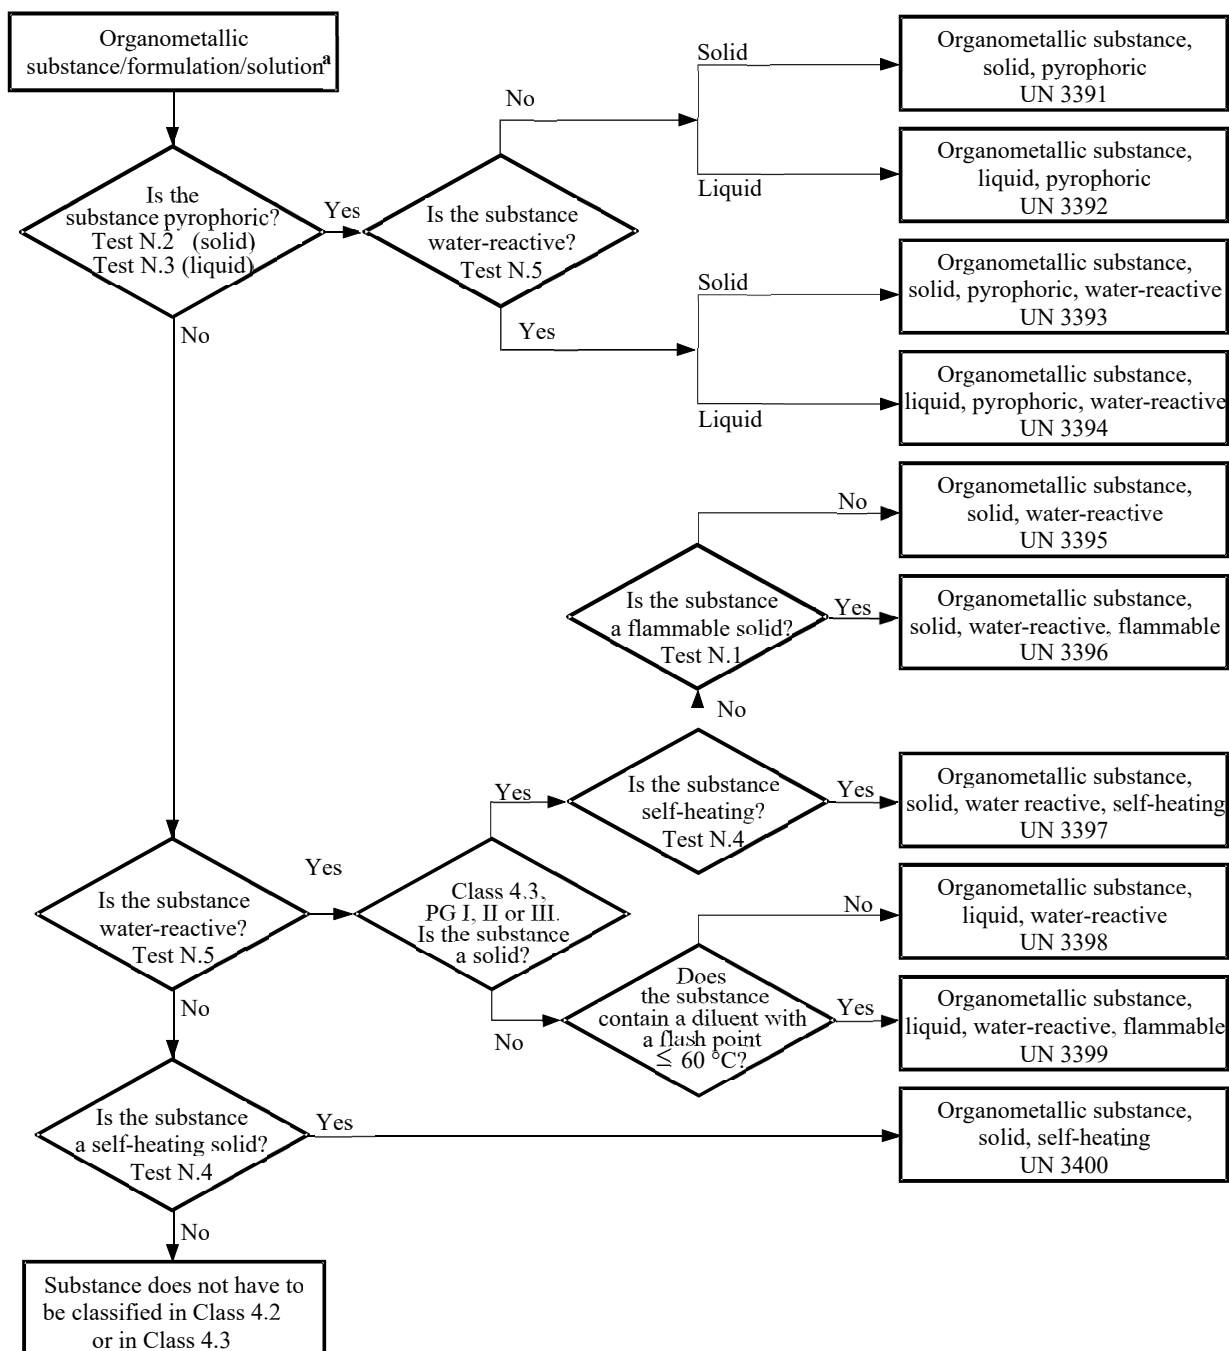 Organometallic
substance/formulation/solutionᵃ
Solid
Organometallic substance,
solid, pyrophoric
UN 3391
No
Is the
substance pyrophoric?
Test N.2 (solid)
Test N.3 (liquid)
Yes
Is the substance
water-reactive?
Test N.5
Liquid
Organometallic substance,
liquid, pyrophoric
UN 3392
Solid
Organometallic substance,
solid, pyrophoric, water-reactive
UN 3393
No
Yes
Liquid
Organometallic substance,
liquid, pyrophoric, water-reactive
UN 3394
No
Organometallic substance,
solid, water-reactive
UN 3395
Is the substance
a flammable solid?
Test N.1
Yes
Organometallic substance,
solid, water-reactive, flammable
UN 3396
No
Yes
Is the substance
self-heating?
Test N.4
Yes
Organometallic substance,
solid, water reactive, self-heating
UN 3397
Is the substance
water-reactive?
Test N.5
Yes
Class 4.3,
PG I, II or III.
Is the substance
a solid?
No
Organometallic substance,
liquid, water-reactive
UN 3398
No
No
Does
the substance
contain a diluent with
a flash point
≤ 60 °C?
Yes
Organometallic substance,
liquid, water-reactive, flammable
UN 3399
Is the substance
a self-heating solid?
Test N.4
Yes
Organometallic substance,
solid, self-heating
UN 3400
No
Substance does not have to
be classified in Class 4.2
or in Class 4.3